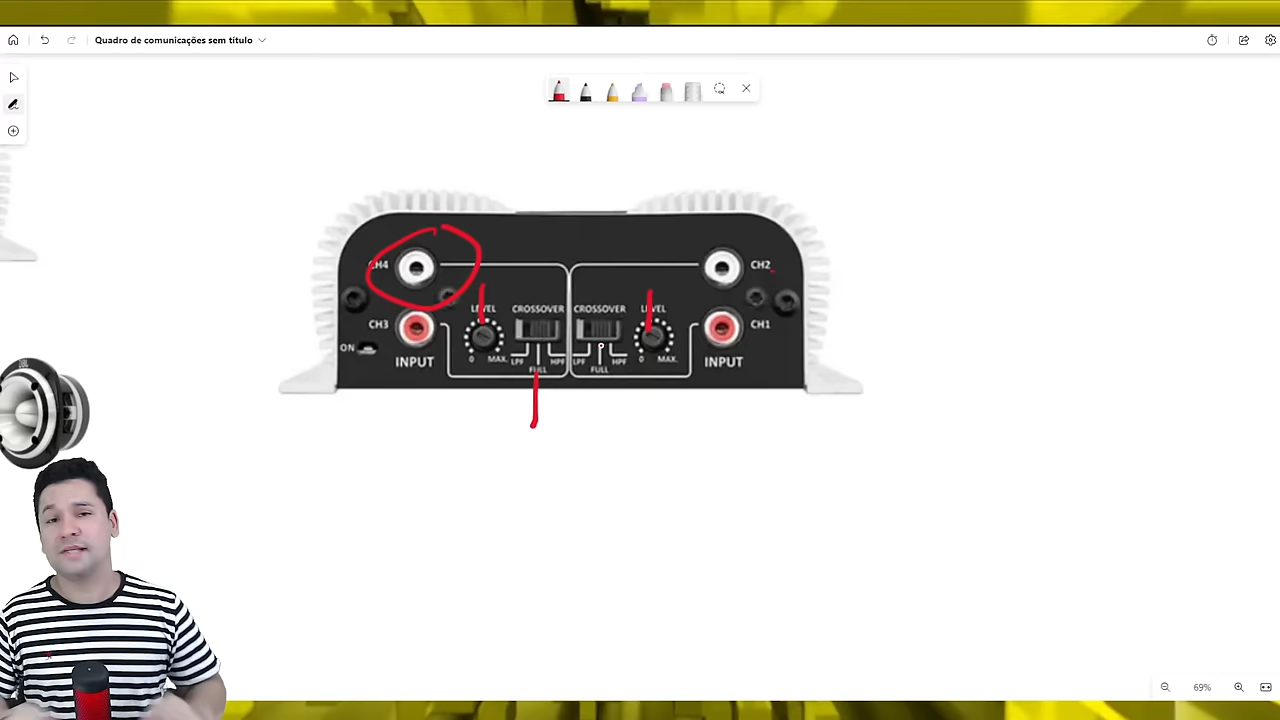 Quadro de comunicações sem título
CH4
CH2
LEVEL
CROSSOVER
CROSSOVER
LEVEL
CH3
CH1
ON
INPUT
0
MAX.
LPF
FULL
HPF
LPF
FULL
HPF
0
MAX.
INPUT
69%